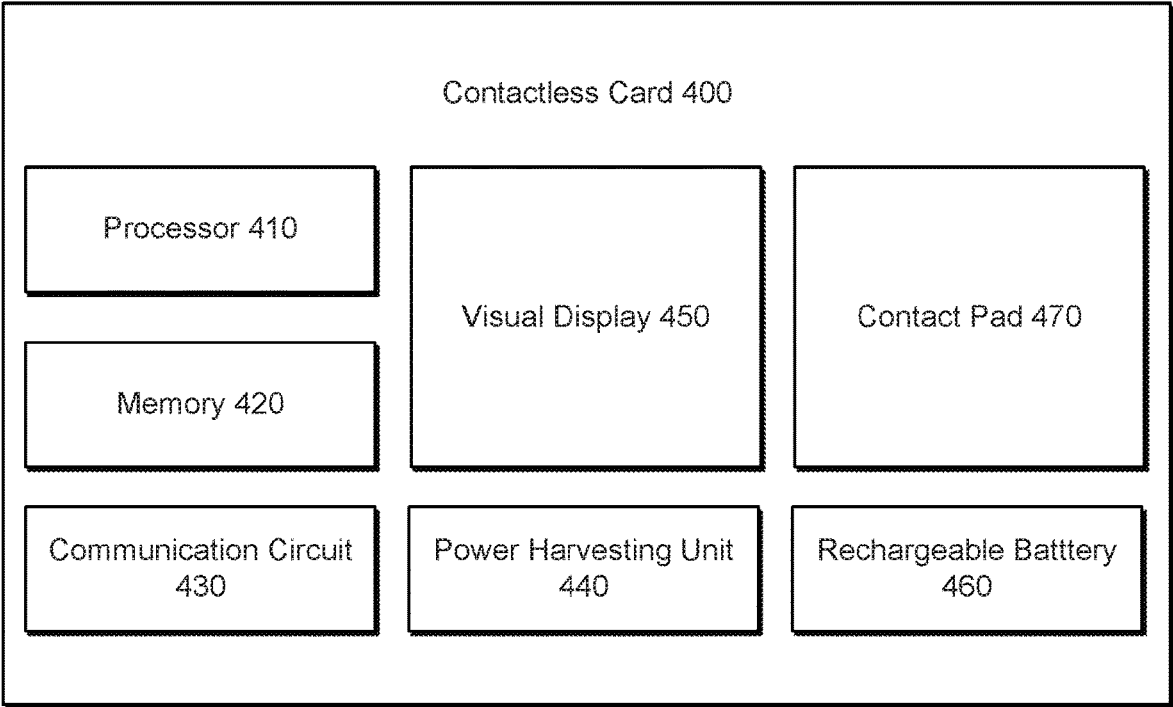 Contactless Card 400
Processor 410
Visual Display 450
Contact Pad 470
Memory 420
Communication Circuit
430
Power Harvesting Unit
440
Rechargeable Batttery
460